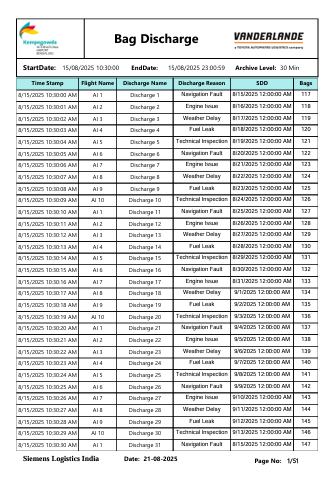 Kempegowda
INTERNATIONAL
AIRPORT
BENGALURU
Bag Discharge
VANDERLANDE
a TOYOTA AUTOMATED LOGISTICS company
StartDate: 15/08/2025 10:30:00 EndDate: 15/08/2025 23:00:59 Archive Level: 30 Min
Time Stamp Flight Name Discharge Name Discharge Reason SDD Bags
8/15/2025 10:30:00 AM AI 1 Discharge 1 Navigation Fault 8/15/2025 12:00:00 AM 117
8/15/2025 10:30:01 AM AI 2 Discharge 2 Engine Issue 8/16/2025 12:00:00 AM 118
8/15/2025 10:30:02 AM AI 3 Discharge 3 Weather Delay 8/17/2025 12:00:00 AM 119
8/15/2025 10:30:03 AM AI 4 Discharge 4 Fuel Leak 8/18/2025 12:00:00 AM 120
8/15/2025 10:30:04 AM AI 5 Discharge 5 Technical Inspection 8/19/2025 12:00:00 AM 121
8/15/2025 10:30:05 AM AI 6 Discharge 6 Navigation Fault 8/20/2025 12:00:00 AM 122
8/15/2025 10:30:06 AM AI 7 Discharge 7 Engine Issue 8/21/2025 12:00:00 AM 123
8/15/2025 10:30:07 AM AI 8 Discharge 8 Weather Delay 8/22/2025 12:00:00 AM 124
8/15/2025 10:30:08 AM AI 9 Discharge 9 Fuel Leak 8/23/2025 12:00:00 AM 125
8/15/2025 10:30:09 AM AI 10 Discharge 10 Technical Inspection 8/24/2025 12:00:00 AM 126
8/15/2025 10:30:10 AM AI 1 Discharge 11 Navigation Fault 8/25/2025 12:00:00 AM 127
8/15/2025 10:30:11 AM AI 2 Discharge 12 Engine Issue 8/26/2025 12:00:00 AM 128
8/15/2025 10:30:12 AM AI 3 Discharge 13 Weather Delay 8/27/2025 12:00:00 AM 129
8/15/2025 10:30:13 AM AI 4 Discharge 14 Fuel Leak 8/28/2025 12:00:00 AM 130
8/15/2025 10:30:14 AM AI 5 Discharge 15 Technical Inspection 8/29/2025 12:00:00 AM 131
8/15/2025 10:30:15 AM AI 6 Discharge 16 Navigation Fault 8/30/2025 12:00:00 AM 132
8/15/2025 10:30:16 AM AI 7 Discharge 17 Engine Issue 8/31/2025 12:00:00 AM 133
8/15/2025 10:30:17 AM AI 8 Discharge 18 Weather Delay 9/1/2025 12:00:00 AM 134
8/15/2025 10:30:18 AM AI 9 Discharge 19 Fuel Leak 9/2/2025 12:00:00 AM 135
8/15/2025 10:30:19 AM AI 10 Discharge 20 Technical Inspection 9/3/2025 12:00:00 AM 136
8/15/2025 10:30:20 AM AI 1 Discharge 21 Navigation Fault 9/4/2025 12:00:00 AM 137
8/15/2025 10:30:21 AM AI 2 Discharge 22 Engine Issue 9/5/2025 12:00:00 AM 138
8/15/2025 10:30:22 AM AI 3 Discharge 23 Weather Delay 9/6/2025 12:00:00 AM 139
8/15/2025 10:30:23 AM AI 4 Discharge 24 Fuel Leak 9/7/2025 12:00:00 AM 140
8/15/2025 10:30:24 AM AI 5 Discharge 25 Technical Inspection 9/8/2025 12:00:00 AM 141
8/15/2025 10:30:25 AM AI 6 Discharge 26 Navigation Fault 9/9/2025 12:00:00 AM 142
8/15/2025 10:30:26 AM AI 7 Discharge 27 Engine Issue 9/10/2025 12:00:00 AM 143
8/15/2025 10:30:27 AM AI 8 Discharge 28 Weather Delay 9/11/2025 12:00:00 AM 144
8/15/2025 10:30:28 AM AI 9 Discharge 29 Fuel Leak 9/12/2025 12:00:00 AM 145
8/15/2025 10:30:29 AM AI 10 Discharge 30 Technical Inspection 9/13/2025 12:00:00 AM 146
8/15/2025 10:30:30 AM AI 1 Discharge 31 Navigation Fault 9/15/2025 12:00:00 AM 147
Siemens Logistics India Date: 21-08-2025 Page No: 1/51